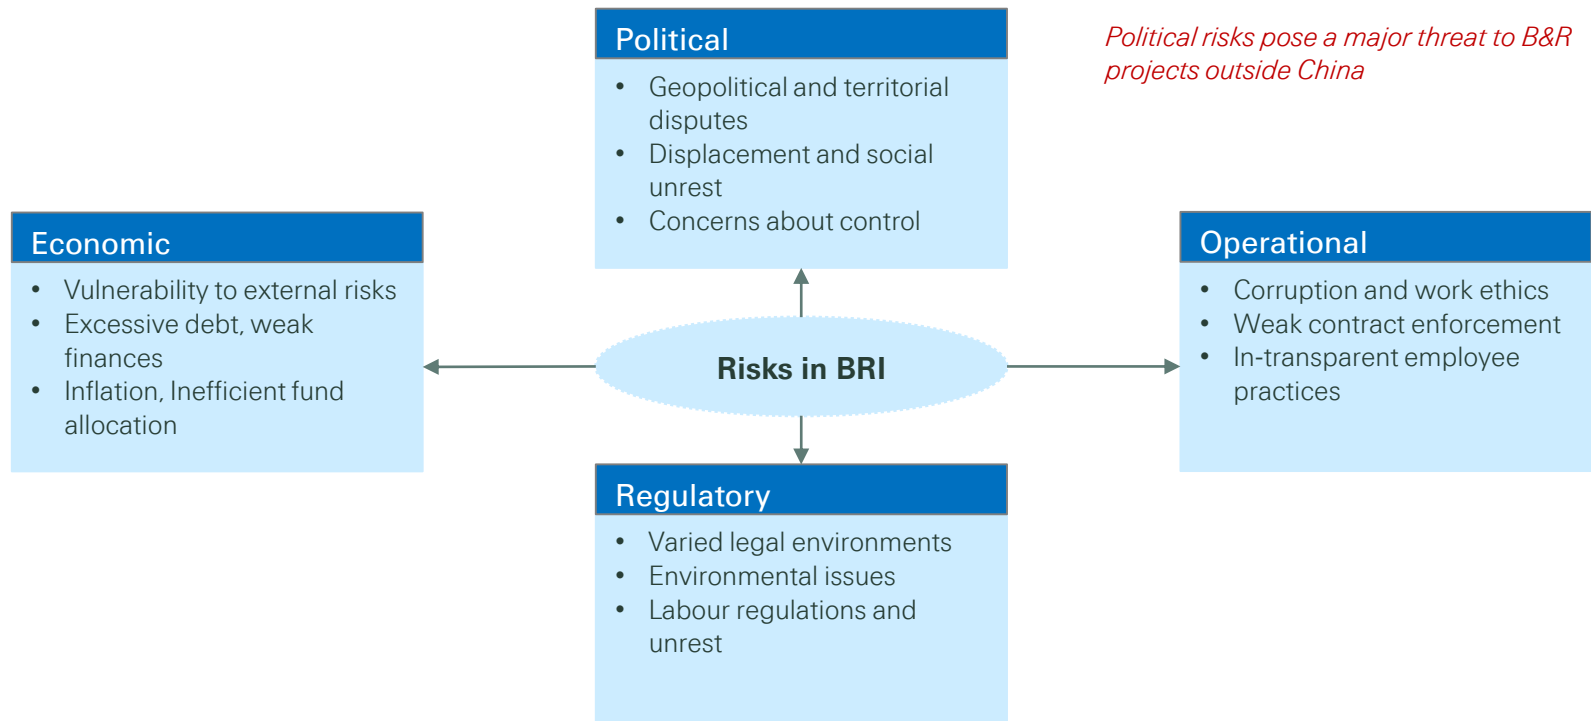 Political
• Geopolitical and territorial
disputes
• Displacement and social
unrest
• Concerns about control
Political risks pose a major threat to B&R
projects outside China
Economic
• Vulnerability to external risks
• Excessive debt, weak
finances
• Inflation, Inefficient fund
allocation
Risks in BRI
Operational
• Corruption and work ethics
• Weak contract enforcement
• In-transparent employee
practices
Regulatory
• Varied legal environments
• Environmental issues
• Labour regulations and
unrest